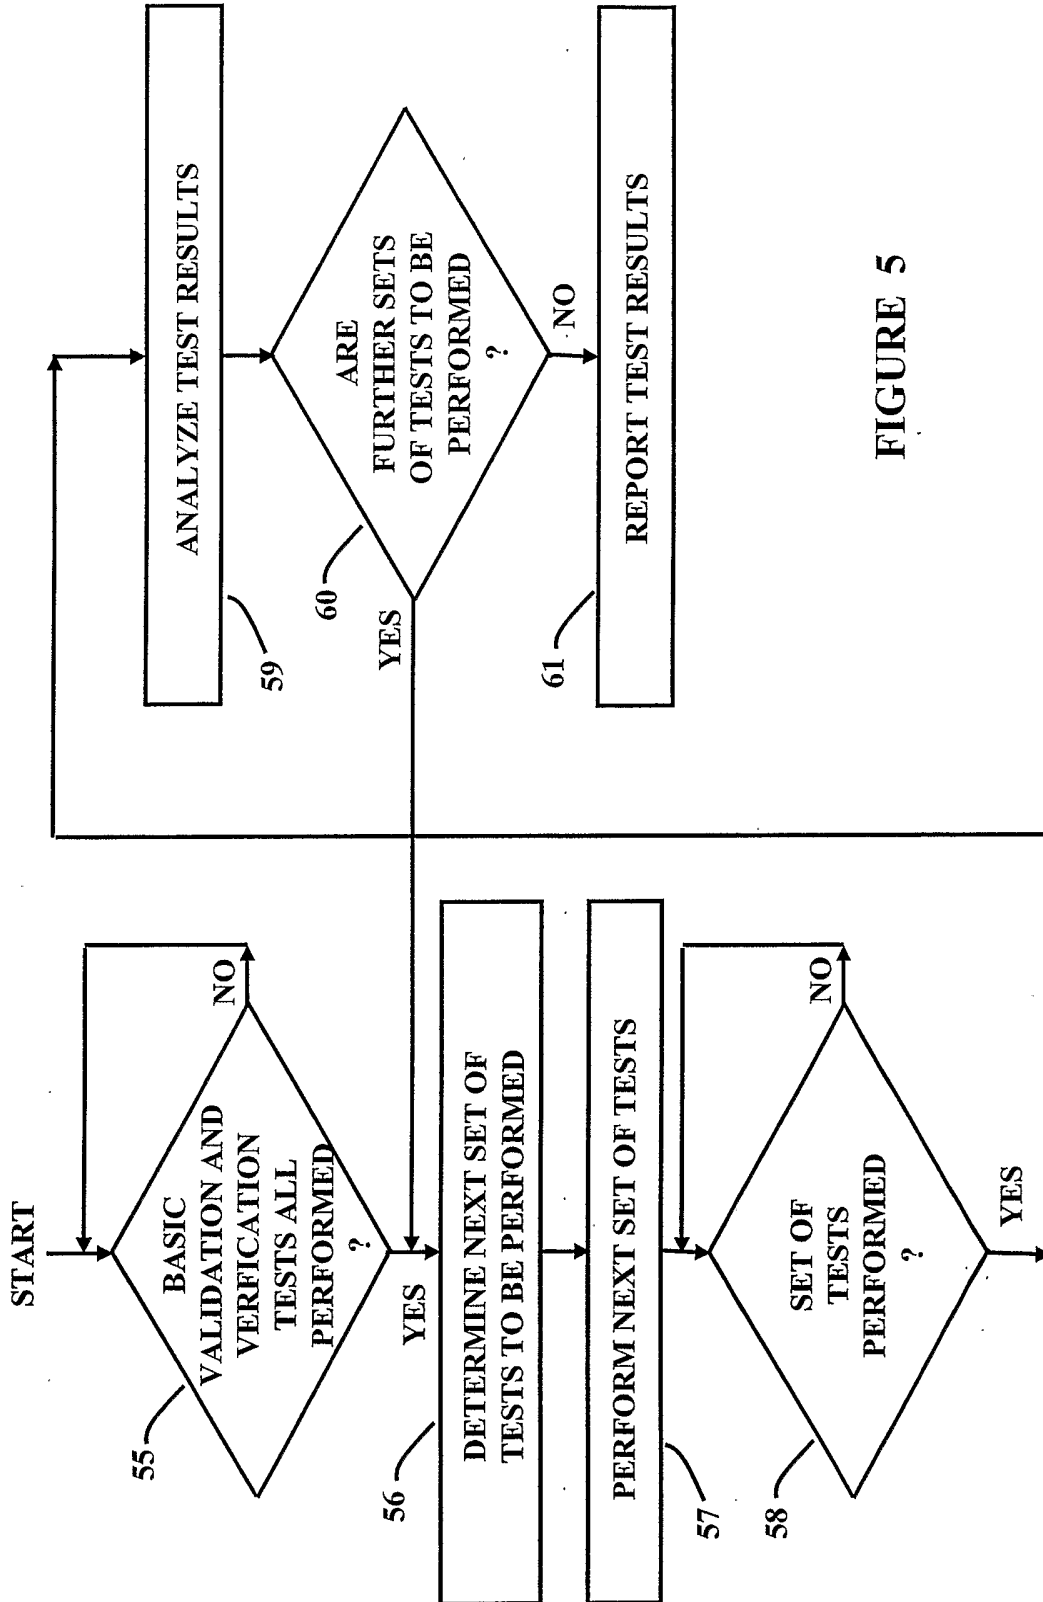 START
BASIC
VALIDATION AND
VERFICATION
TESTS ALL
PERFORMED
?
NO
55
YES
DETERMINE NEXT SET OF
TESTS TO BE PERFORMED
56
PERFORM NEXT SET OF TESTS
57
SET OF
TESTS
PERFORMED
?
NO
58
YES
ANALYZE TEST RESULTS
59
ARE
FURTHER SETS
OF TESTS TO BE
PERFORMED
?
60
YES
NO
REPORT TEST RESULTS
61
FIGURE 5